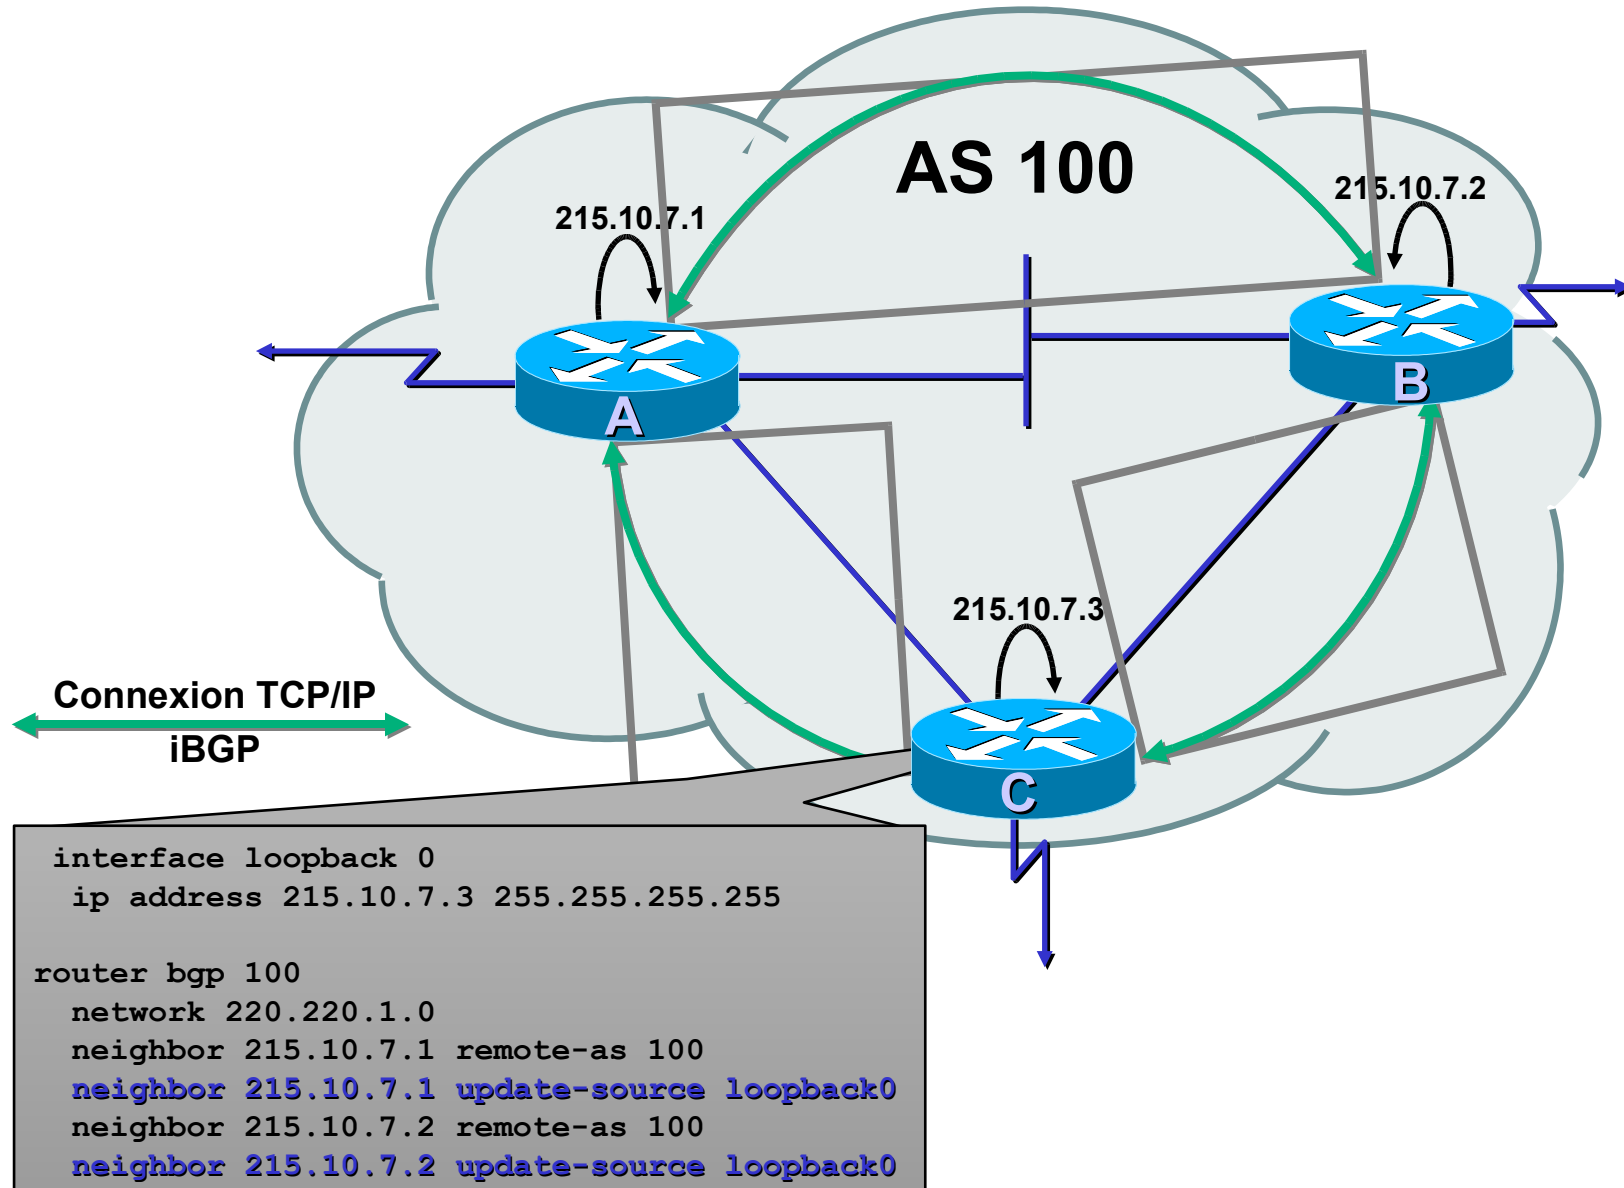 AS 100
215.10.7.1
215.10.7.2
A
B
215.10.7.3
C
Connexion TCP/IP
iBGP
interface loopback 0
ip address 215.10.7.3 255.255.255.255
router bgp 100
network 220.220.1.0
neighbor 215.10.7.1 remote-as 100
neighbor 215.10.7.1 update-source loopback0
neighbor 215.10.7.2 remote-as 100
neighbor 215.10.7.2 update-source loopback0